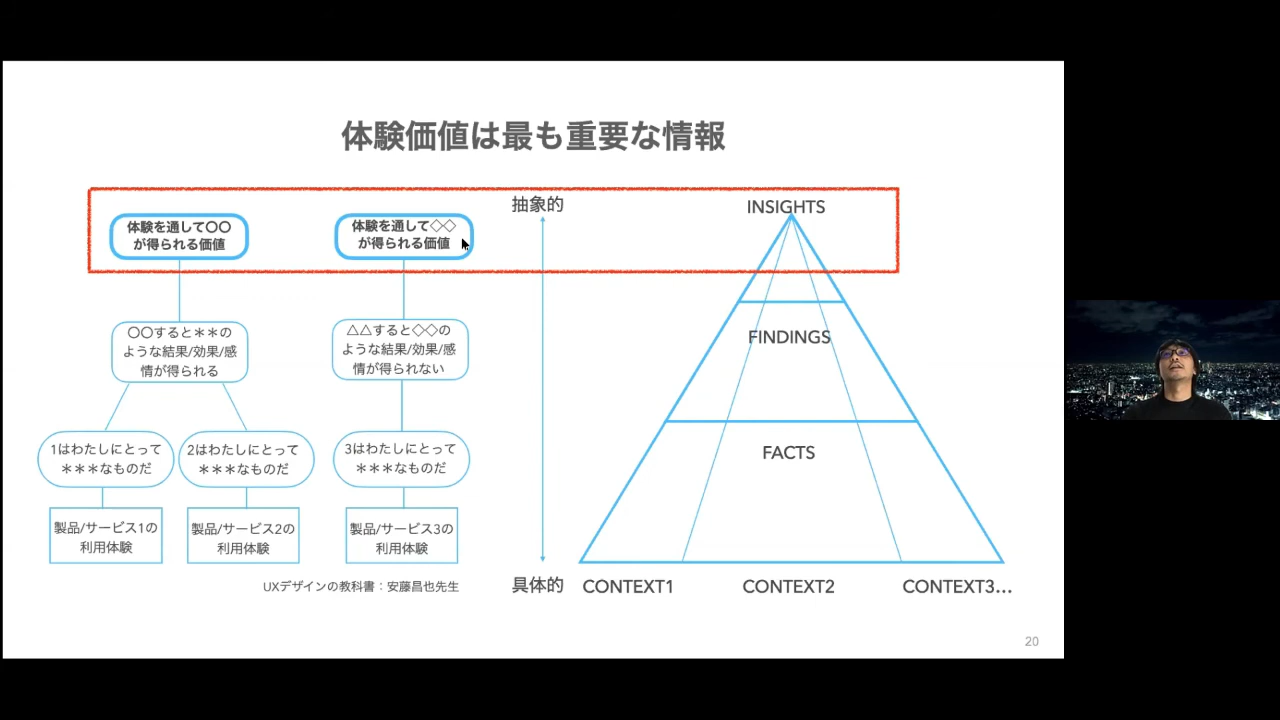 体験価値は最も重要な情報
体験を通して〇〇
が得られる価値
体験を通して◇◇
が得られる価値
〇〇すると＊＊の
ような結果/効果/感
情が得られる
△△すると◇◇の
ような結果/効果/感
情が得られない
1はわたしにとって
＊＊＊なものだ
2はわたしにとって
＊＊＊なものだ
3はわたしにとって
＊＊＊なものだ
製品/サービス1の
利用体験
製品/サービス2の
利用体験
製品/サービス3の
利用体験
UXデザインの教科書：安藤昌也先生
抽象的
具体的
INSIGHTS
FINDINGS
FACTS
CONTEXT1
CONTEXT2
CONTEXT3…
20